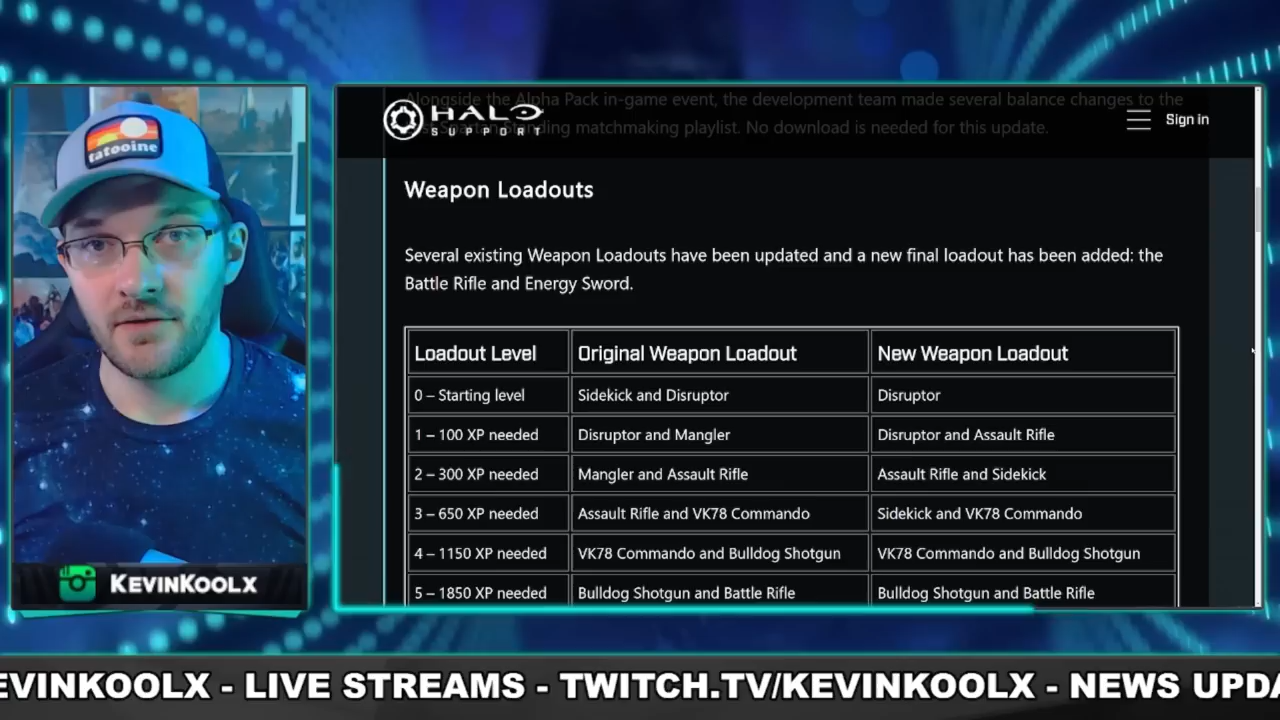 Alongside the Alpha Pack in-game event, the development team made several balance changes to the
Spartan Standing matchmaking playlist. No download is needed for this update.
HALO
SUPPORT
Sign in
tatooine
Weapon Loadouts
Several existing Weapon Loadouts have been updated and a new final loadout has been added: the
Battle Rifle and Energy Sword.
Loadout Level Original Weapon Loadout New Weapon Loadout
0 – Starting level Sidekick and Disruptor Disruptor
1 – 100 XP needed Disruptor and Mangler Disruptor and Assault Rifle
2 – 300 XP needed Mangler and Assault Rifle Assault Rifle and Sidekick
3 – 650 XP needed Assault Rifle and VK78 Commando Sidekick and VK78 Commando
4 – 1150 XP needed VK78 Commando and Bulldog Shotgun VK78 Commando and Bulldog Shotgun
5 – 1850 XP needed Bulldog Shotgun and Battle Rifle Bulldog Shotgun and Battle Rifle
KEVINKOOLX
EVINKOOLX - LIVE STREAMS - TWITCH.TV/KEVINKOOLX - NEWS UPDA